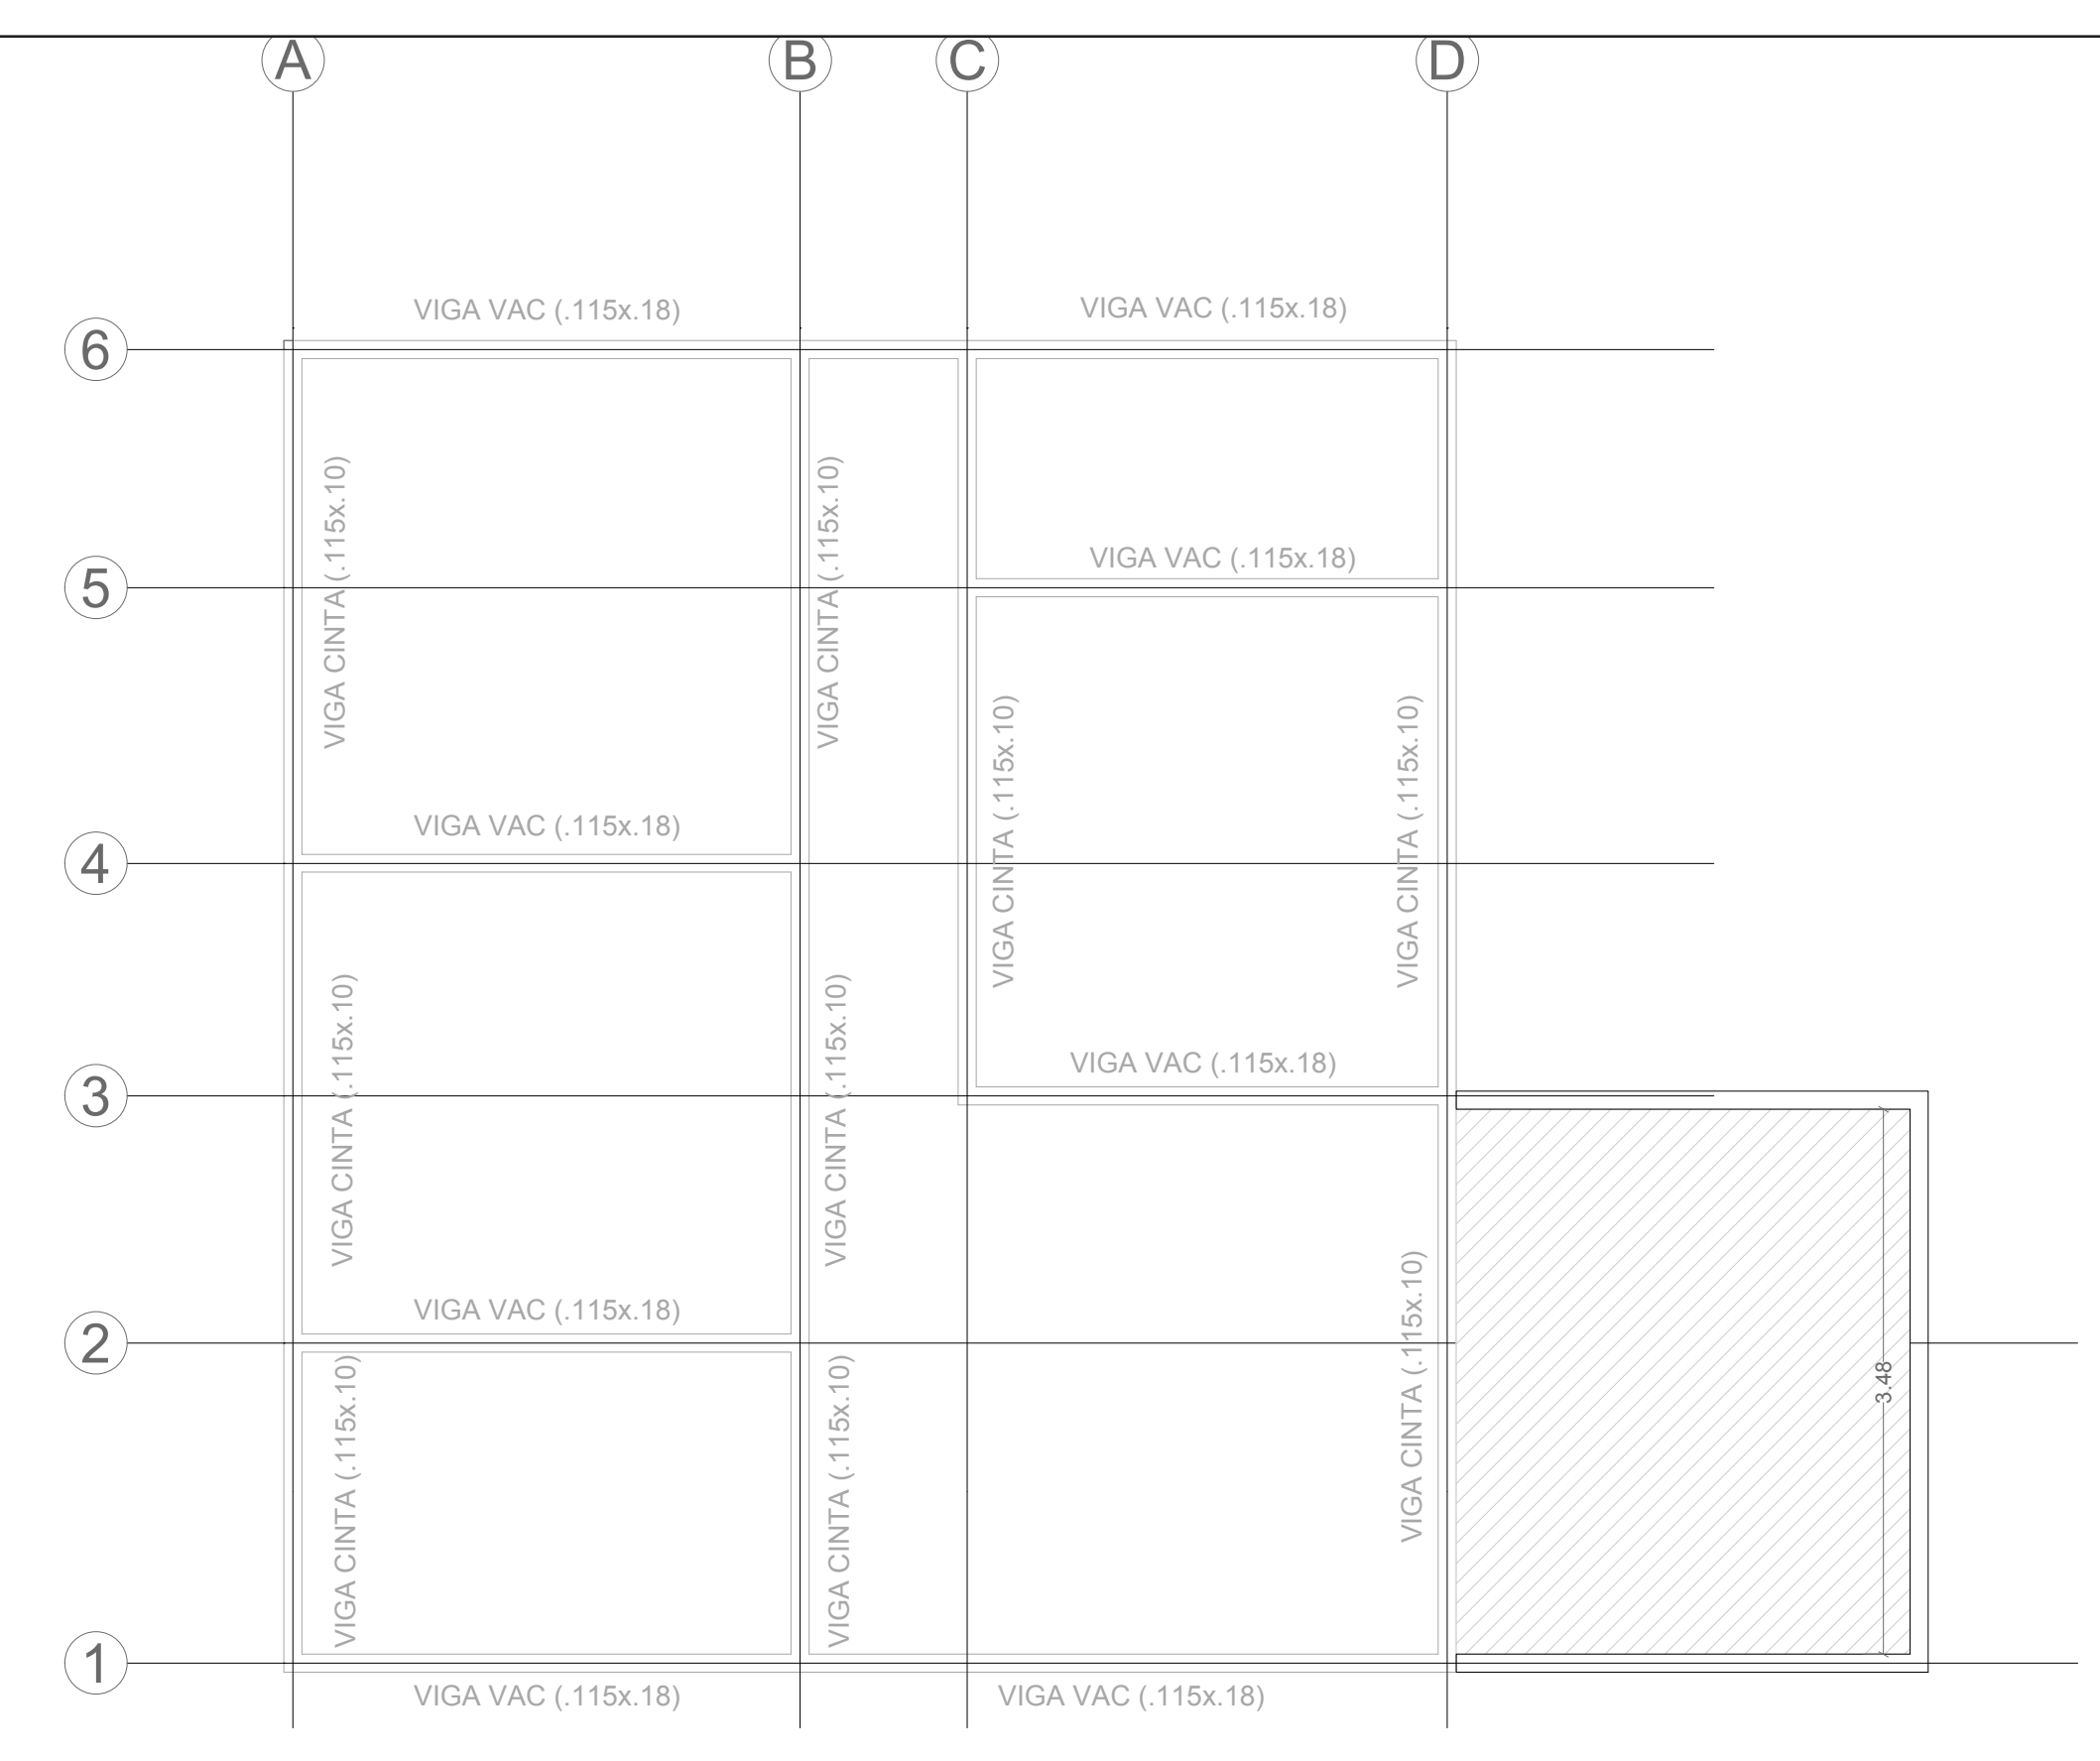 A
B
C
D
VIGA VAC (.115x.18)
VIGA VAC (.115x.18)
6
VIGA CINTA (.115x.10)
VIGA CINTA (.115x.10)
VIGA VAC (.115x.18)
5
VIGA CINTA (.115x.10)
VIGA CINTA (.115x.10)
VIGA VAC (.115x.18)
4
VIGA CINTA (.115x.10)
VIGA CINTA (.115x.10)
VIGA VAC (.115x.18)
3
VIGA CINTA (.115x.10)
VIGA VAC (.115x.18)
2
3.48
VIGA CINTA (.115x.10)
VIGA CINTA (.115x.10)
1
VIGA VAC (.115x.18)
VIGA VAC (.115x.18)